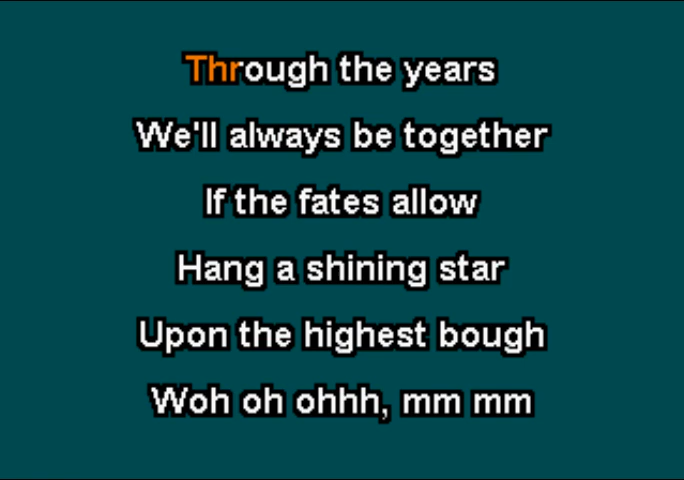 Through the years
We'll always be together
If the fates allow
Hang a shining star
Upon the highest bough
Woh oh ohhh, mm mm